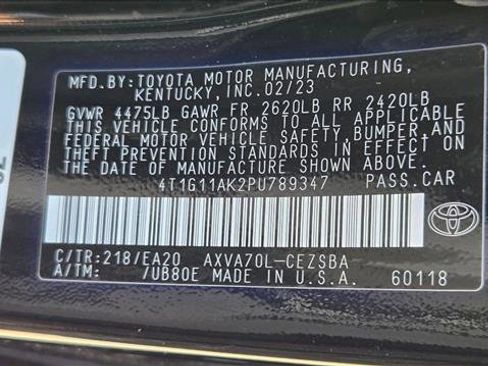 MFD.BY:TOYOTA MOTOR MANUFACTURING,
KENTUCKY, INC.02/23
GVWR 4475LB GAWR FR 2620LB RR 2420LB
THIS VEHICLE CONFORMS TO ALL APPLICABLE
FEDERAL MOTOR VEHICLE SAFETY, BUMPER, AND
THEFT PREVENTION STANDARDS IN EFFECT ON
THE DATE OF MANUFACTURE SHOWN ABOVE.
4T1G11AK2PU789347 PASS.CAR
C/TR:218/EA20 AXVA70L-CEZSBA
A/TM: /UB80E MADE IN U.S.A. 60118